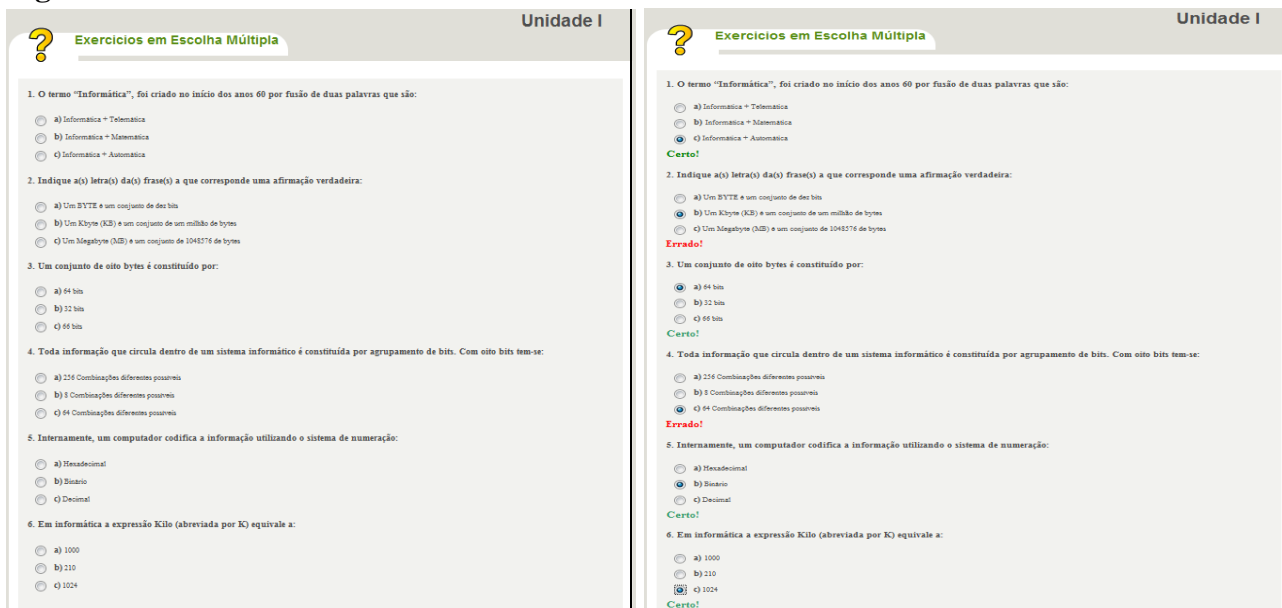 Unidade I
Exercícios em Escolha Múltipla
1. O termo “Informática”, foi criado no início dos anos 60 por fusão de duas palavras que são:
a) Informática + Telemática
b) Informática + Matemática
c) Informática + Automática
2. Indique a(s) letra(s) da(s) frase(s) a que corresponde uma afirmação verdadeira:
a) Um BYTE é um conjunto de dez bits
b) Um Kbyte (KB) é um conjunto de um milhão de bytes
c) Um Megabyte (MB) é um conjunto de 1048576 de bytes
3. Um conjunto de oito bytes é constituído por:
a) 64 bits
b) 32 bits
c) 66 bits
4. Toda informação que circula dentro de um sistema informático é constituída por agrupamento de bits. Com oito bits tem-se:
a) 256 Combinações diferentes possíveis
b) 8 Combinações diferentes possíveis
c) 64 Combinações diferentes possíveis
5. Internamente, um computador codifica a informação utilizando o sistema de numeração:
a) Hexadecimal
b) Binário
c) Decimal
6. Em informática a expressão Kilo (abreviada por K) equivale a:
a) 1000
b) 210
c) 1024
Unidade I
Exercícios em Escolha Múltipla
1. O termo “Informática”, foi criado no início dos anos 60 por fusão de duas palavras que são:
a) Informática + Telemática
b) Informática + Matemática
c) Informática + Automática
Certo!
2. Indique a(s) letra(s) da(s) frase(s) a que corresponde uma afirmação verdadeira:
a) Um BYTE é um conjunto de dez bits
b) Um Kbyte (KB) é um conjunto de um milhão de bytes
c) Um Megabyte (MB) é um conjunto de 1048576 de bytes
Errado!
3. Um conjunto de oito bytes é constituído por:
a) 64 bits
b) 32 bits
c) 66 bits
Certo!
4. Toda informação que circula dentro de um sistema informático é constituída por agrupamento de bits. Com oito bits tem-se:
a) 256 Combinações diferentes possíveis
b) 8 Combinações diferentes possíveis
c) 64 Combinações diferentes possíveis
Errado!
5. Internamente, um computador codifica a informação utilizando o sistema de numeração:
a) Hexadecimal
b) Binário
c) Decimal
Certo!
6. Em informática a expressão Kilo (abreviada por K) equivale a:
a) 1000
b) 210
c) 1024
Certo!